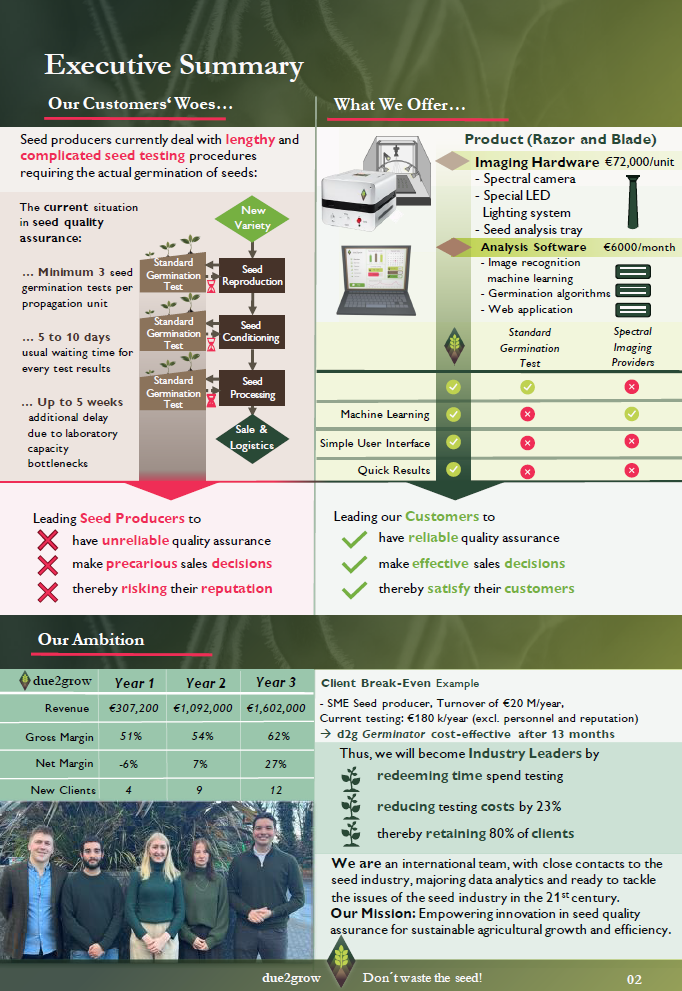 Executive Summary
Our Customers‘ Woes…
Seed producers currently deal with lengthy and
complicated seed testing procedures
requiring the actual germination of seeds:
The current situation
in seed quality
assurance:
… Minimum 3 seed
germination tests per
propagation unit
… 5 to 10 days
usual waiting time for
every test results
… Up to 5 weeks
additional delay
due to laboratory
capacity
bottlenecks
New
Variety
Standard
Germination
Test
Seed
Reproduction
Standard
Germination
Test
Seed
Conditioning
Standard
Germination
Test
Seed
Processing
Sale &
Logistics
Leading Seed Producers to
have unreliable quality assurance
make precarious sales decisions
thereby risking their reputation
What We Offer…
Product (Razor and Blade)
Imaging Hardware €72,000/unit
- Spectral camera
- Special LED
Lighting system
- Seed analysis tray
Analysis Software €6000/month
- Image recognition
machine learning
- Germination algorithms
- Web application
Standard
Germination
Test
Spectral
Imaging
Providers
Machine Learning
Simple User Interface
Quick Results
Leading our Customers to
have reliable quality assurance
make effective sales decisions
thereby satisfy their customers
Our Ambition
due2grow Year 1 Year 2 Year 3
Revenue €307,200 €1,092,000 €1,602,000
Gross Margin 51% 54% 62%
Net Margin -6% 7% 27%
New Clients 4 9 12
Client Break-Even Example
- SME Seed producer, Turnover of €20 M/year,
Current testing: €180 k/year (excl. personnel and reputation)
→ d2g Germinator cost-effective after 13 months
Thus, we will become Industry Leaders by
redeeming time spend testing
reducing testing costs by 23%
thereby retaining 80% of clients
We are an international team, with close contacts to the
seed industry, majoring data analytics and ready to tackle
the issues of the seed industry in the 21st century.
Our Mission: Empowering innovation in seed quality
assurance for sustainable agricultural growth and efficiency.
due2grow Don´t waste the seed! 02